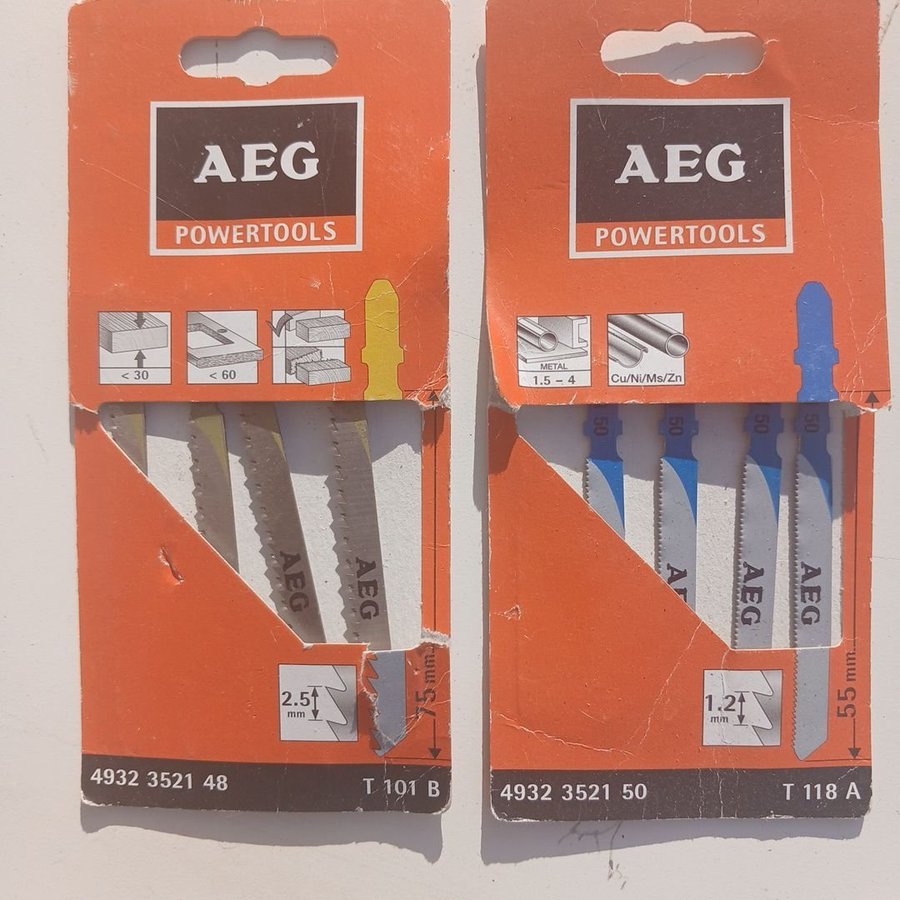 AEG
POWERTOOLS
< 30
< 60
AEG
AEG
2.5
mm
75 mm
4932 3521 48
T 101 B
AEG
POWERTOOLS
METAL
1.5 – 4
Cu/Ni/Ms/Zn
50
50
50
50
AEG
AEG
1.2
mm
55 mm
4932 3521 50
T 118 A